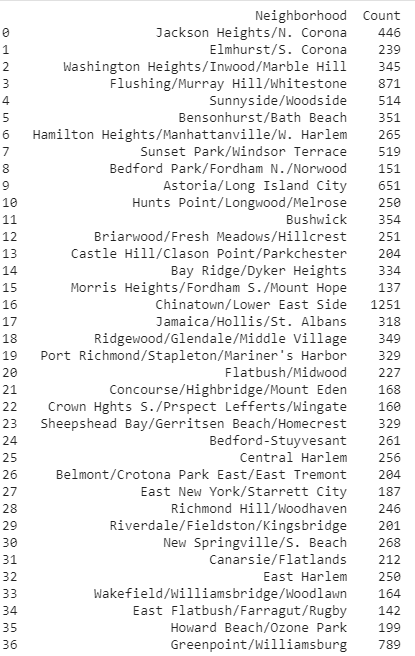 Neighborhood Count
0 Jackson Heights/N. Corona 446
1 Elmhurst/S. Corona 239
2 Washington Heights/Inwood/Marble Hill 345
3 Flushing/Murray Hill/Whitestone 871
4 Sunnyside/Woodside 514
5 Bensonhurst/Bath Beach 351
6 Hamilton Heights/Manhattanville/W. Harlem 265
7 Sunset Park/Windsor Terrace 519
8 Bedford Park/Fordham N./Norwood 151
9 Astoria/Long Island City 651
10 Hunts Point/Longwood/Melrose 250
11 Bushwick 354
12 Briarwood/Fresh Meadows/Hillcrest 251
13 Castle Hill/Clason Point/Parkchester 204
14 Bay Ridge/Dyker Heights 334
15 Morris Heights/Fordham S./Mount Hope 137
16 Chinatown/Lower East Side 1251
17 Jamaica/Hollis/St. Albans 318
18 Ridgewood/Glendale/Middle Village 349
19 Port Richmond/Stapleton/Mariner's Harbor 329
20 Flatbush/Midwood 227
21 Concourse/Highbridge/Mount Eden 168
22 Crown Hghts S./Prspect Lefferts/Wingate 160
23 Sheepshead Bay/Gerritsen Beach/Homecrest 329
24 Bedford-Stuyvesant 261
25 Central Harlem 256
26 Belmont/Crotona Park East/East Tremont 204
27 East New York/Starrett City 187
28 Richmond Hill/Woodhaven 246
29 Riverdale/Fieldston/Kingsbridge 201
30 New Springville/S. Beach 268
31 Canarsie/Flatlands 212
32 East Harlem 250
33 Wakefield/Williamsbridge/Woodlawn 164
34 East Flatbush/Farragut/Rugby 142
35 Howard Beach/Ozone Park 199
36 Greenpoint/Williamsburg 789